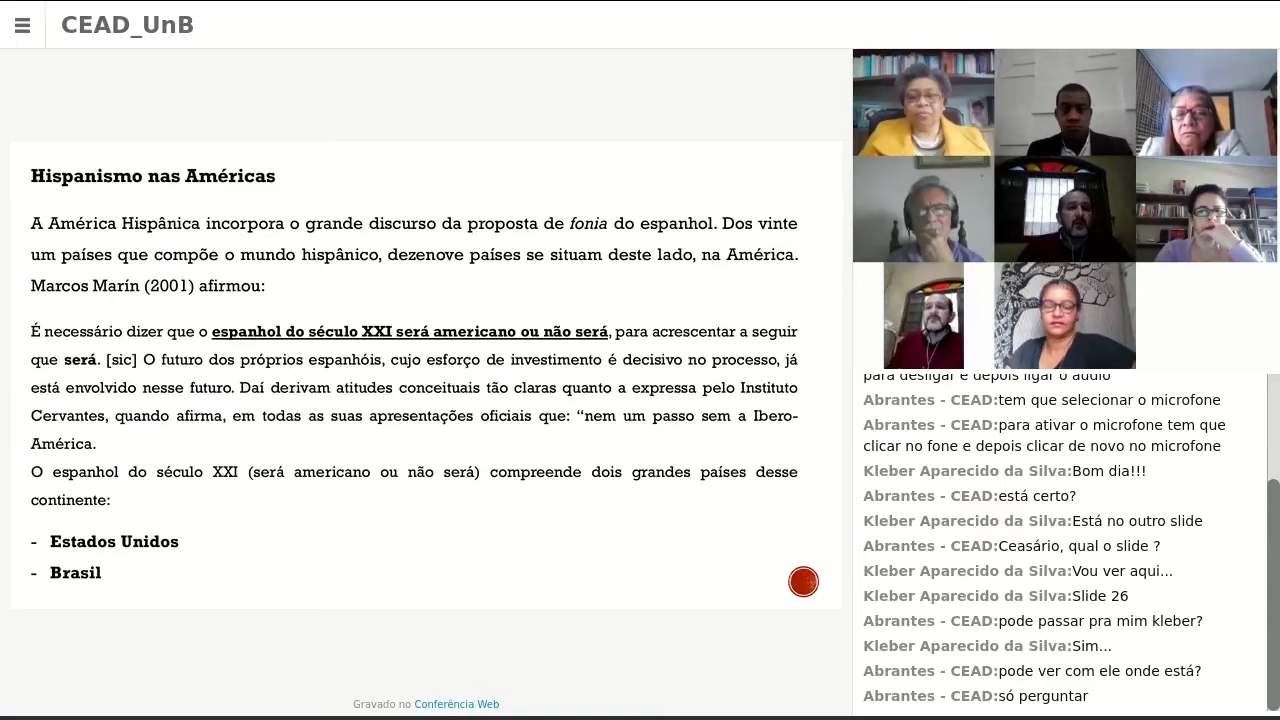 CEAD_UnB
Hispanismo nas Américas
A América Hispânica incorpora o grande discurso da proposta de fonia do espanhol. Dos vinte
um países que compõe o mundo hispânico, dezenove países se situam deste lado, na América.
Marcos Marín (2001) afirmou:
É necessário dizer que o espanhol do século XXI será americano ou não será, para acrescentar a seguir
que será. [sic] O futuro dos próprios espanhóis, cujo esforço de investimento é decisivo no processo, já
está envolvido nesse futuro. Daí derivam atitudes conceituais tão claras quanto a expressa pelo Instituto
Cervantes, quando afirma, em todas as suas apresentações oficiais que: “nem um passo sem a Ibero-
América.
O espanhol do século XXI (será americano ou não será) compreende dois grandes países desse
continente:
- Estados Unidos
- Brasil
Gravado no Conferência Web
para desligar e depois ligar o áudio
Abrantes - CEAD:tem que selecionar o microfone
Abrantes - CEAD:para ativar o microfone tem que
clicar no fone e depois clicar de novo no microfone
Kleber Aparecido da Silva:Bom dia!!!
Abrantes - CEAD:está certo?
Kleber Aparecido da Silva:Está no outro slide
Abrantes - CEAD:Ceasário, qual o slide ?
Kleber Aparecido da Silva:Vou ver aqui...
Kleber Aparecido da Silva:Slide 26
Abrantes - CEAD:pode passar pra mim kleber?
Kleber Aparecido da Silva:Sim...
Abrantes - CEAD:pode ver com ele onde está?
Abrantes - CEAD:só perguntar